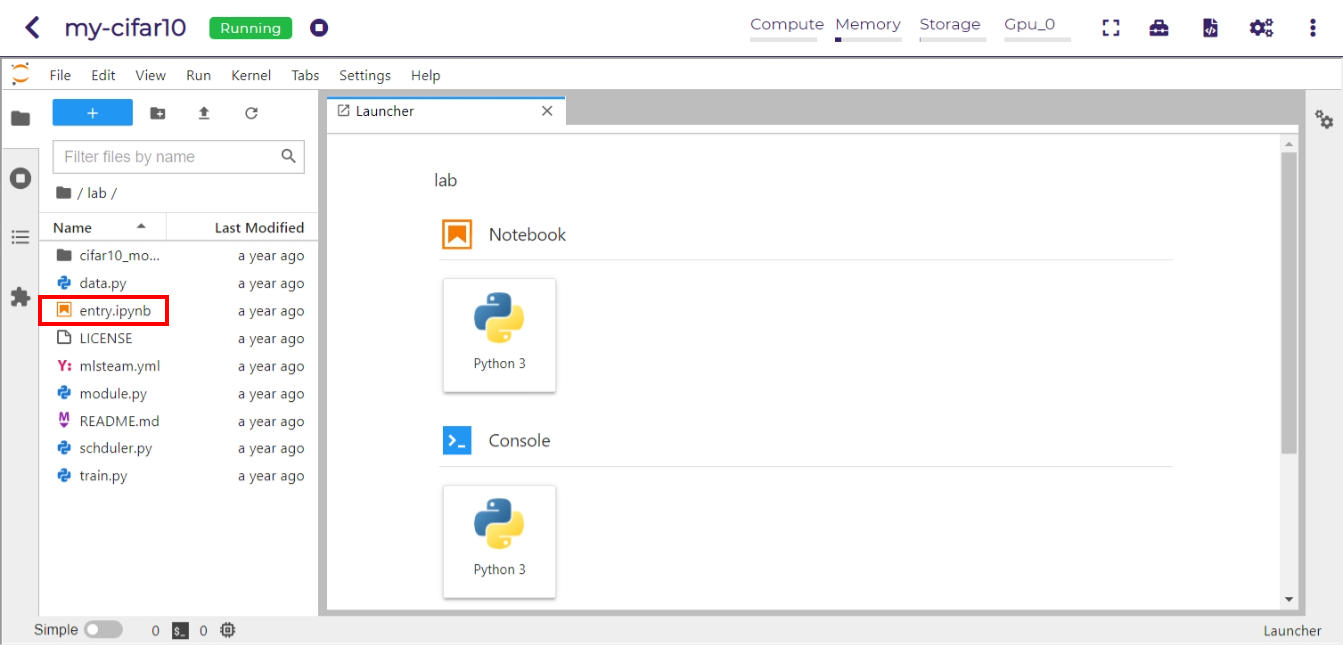 my-cifar10 Running Compute Memory Storage Gpu_0
File Edit View Run Kernel Tabs Settings Help
+
Launcher
Filter files by name
/ lab /
Name Last Modified
cifar10_mo... a year ago
data.py a year ago
entry.ipynb a year ago
LICENSE a year ago
Y: mlsteam.yml a year ago
module.py a year ago
M README.md a year ago
schduler.py a year ago
train.py a year ago
lab
Notebook
Python 3
Console
Python 3
Simple 0 $_ 0 Launcher